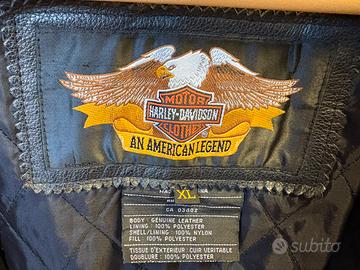 MOTOR
HARLEY-DAVIDSON
CLOTHES
AN AMERICAN LEGEND
XL
CA 03402
BODY : GENUINE LEATHER
LINING : 100% POLYESTER
SHELL/LINING : 100% NYLON
FILL : 100% POLYESTER
TISSUE D'EXTERIEUR : CUIR VERITABLE
DOUBLURE : 100% POLYESTER
subito